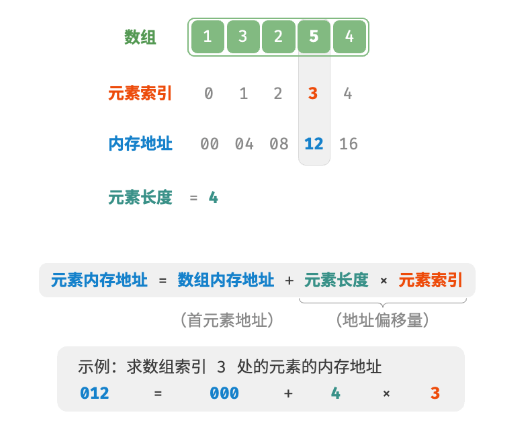 数组 1 3 2 5 4
元素索引 0 1 2 3 4
内存地址 00 04 08 12 16
元素长度 = 4
元素内存地址 = 数组内存地址 + 元素长度 × 元素索引
（首元素地址） （地址偏移量）
示例：求数组索引 3 处的元素的内存地址
012 = 000 + 4 × 3